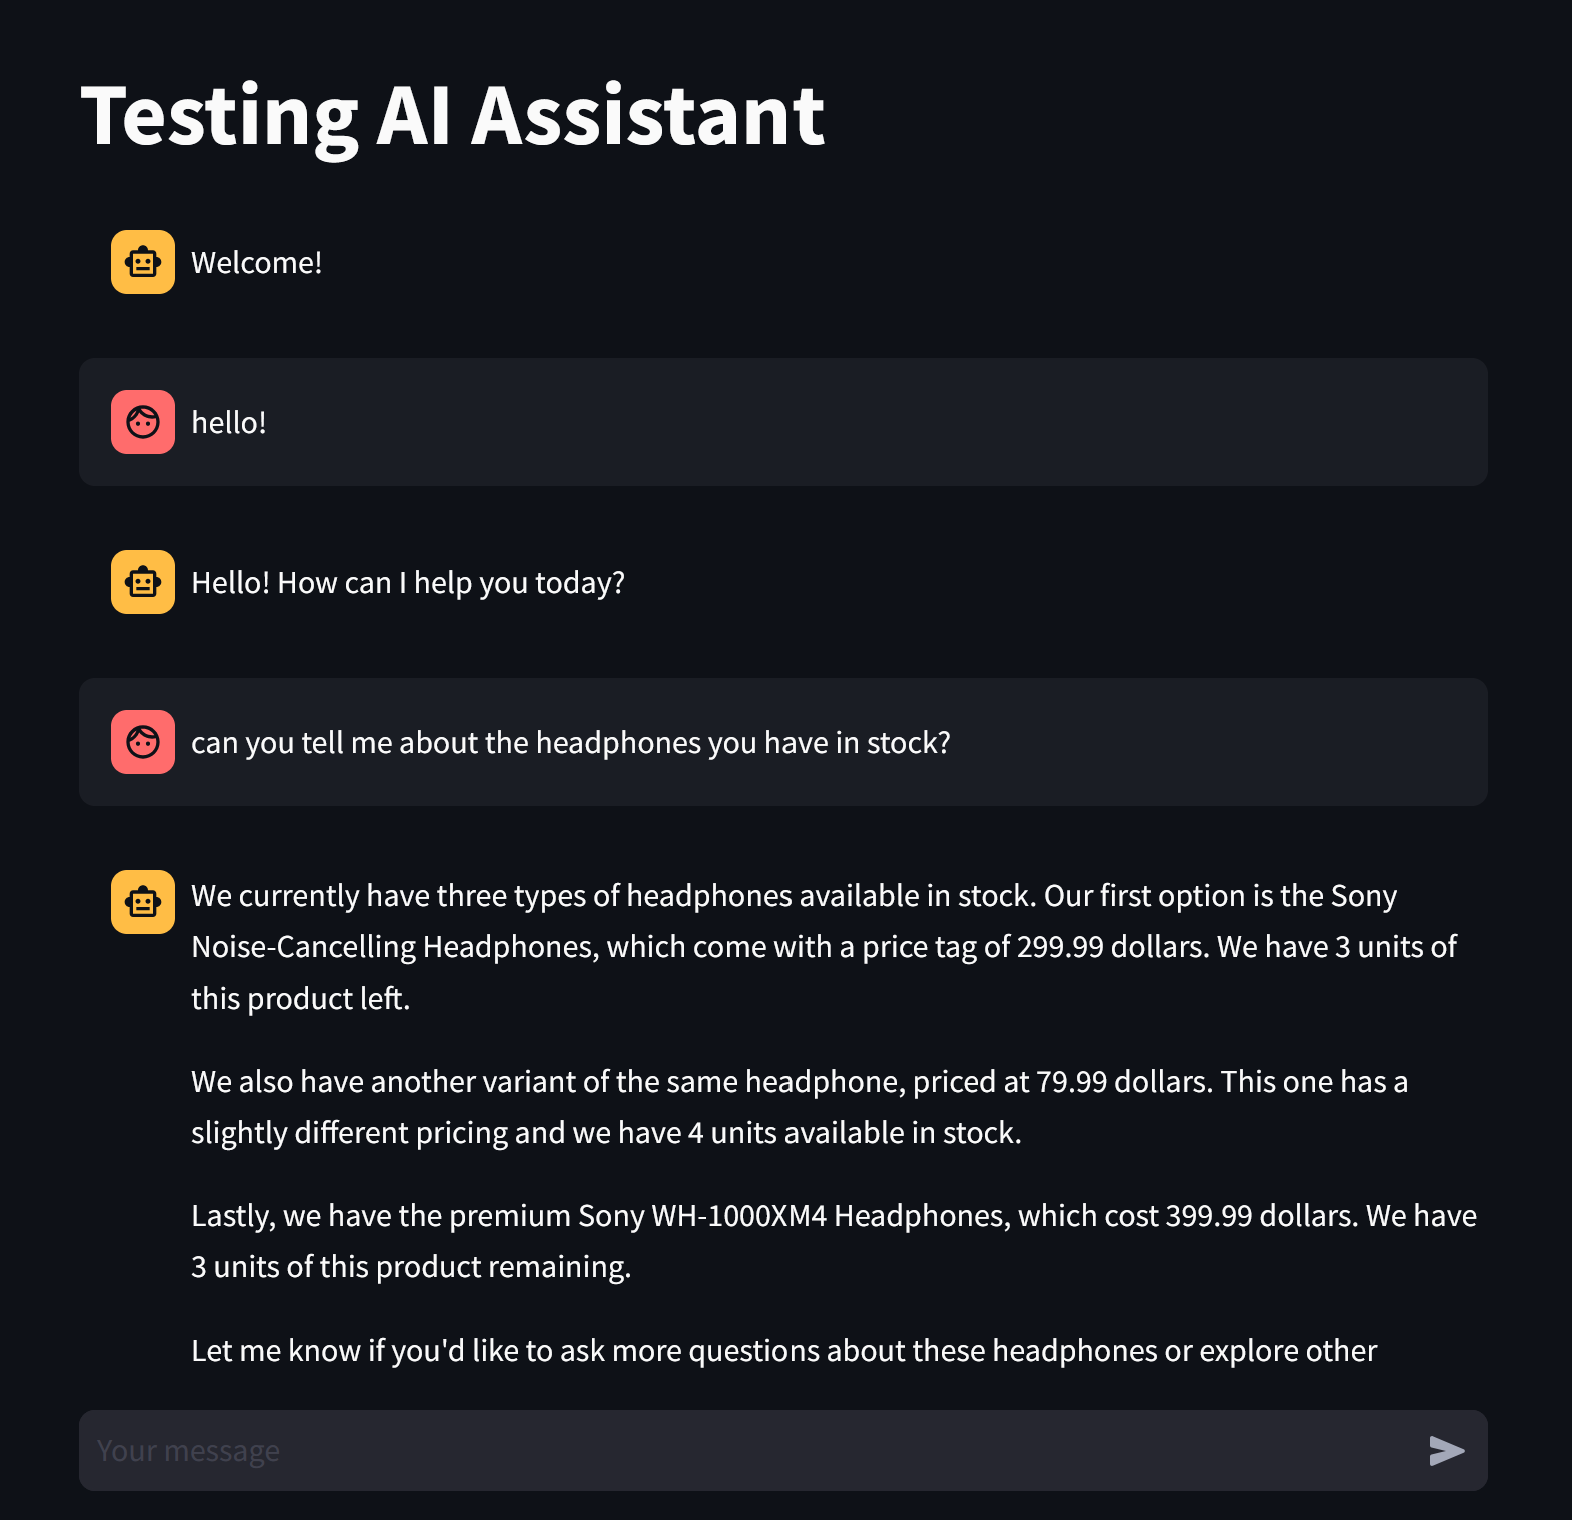 Testing AI Assistant
Welcome!
hello!
Hello! How can I help you today?
can you tell me about the headphones you have in stock?
We currently have three types of headphones available in stock. Our first option is the Sony
Noise-Cancelling Headphones, which come with a price tag of 299.99 dollars. We have 3 units of
this product left.
We also have another variant of the same headphone, priced at 79.99 dollars. This one has a
slightly different pricing and we have 4 units available in stock.
Lastly, we have the premium Sony WH-1000XM4 Headphones, which cost 399.99 dollars. We have
3 units of this product remaining.
Let me know if you'd like to ask more questions about these headphones or explore other
Your message